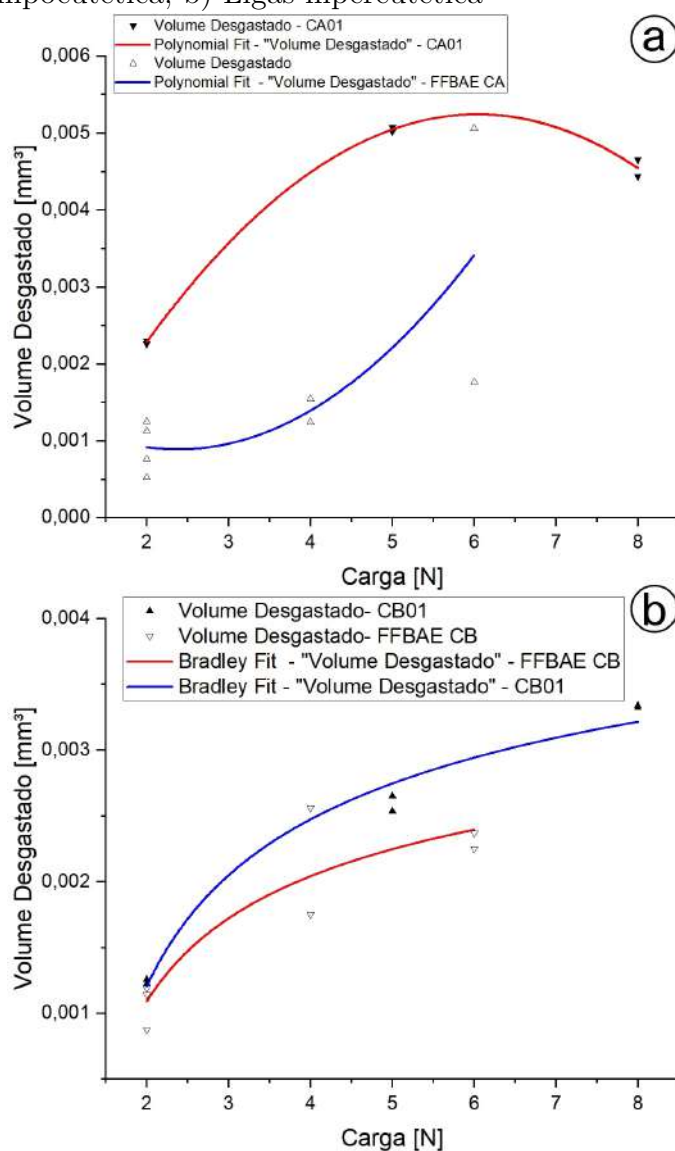 b) Ligas hipereutética
Volume Desgastado - CA01
Polynomial Fit - "Volume Desgastado" - CA01
Volume Desgastado
Polynomial Fit - "Volume Desgastado" - FFBAE CA
a
0,006
0,005
0,004
0,003
0,002
0,001
0,000
Volume Desgastado [mm³]
2 3 4 5 6 7 8
Carga [N]
Volume Desgastado- CB01
Volume Desgastado- FFBAE CB
Bradley Fit - "Volume Desgastado" - FFBAE CB
Bradley Fit - "Volume Desgastado" - CB01
b
0,004
0,003
0,002
0,001
Volume Desgastado [mm³]
2 3 4 5 6 7 8
Carga [N]